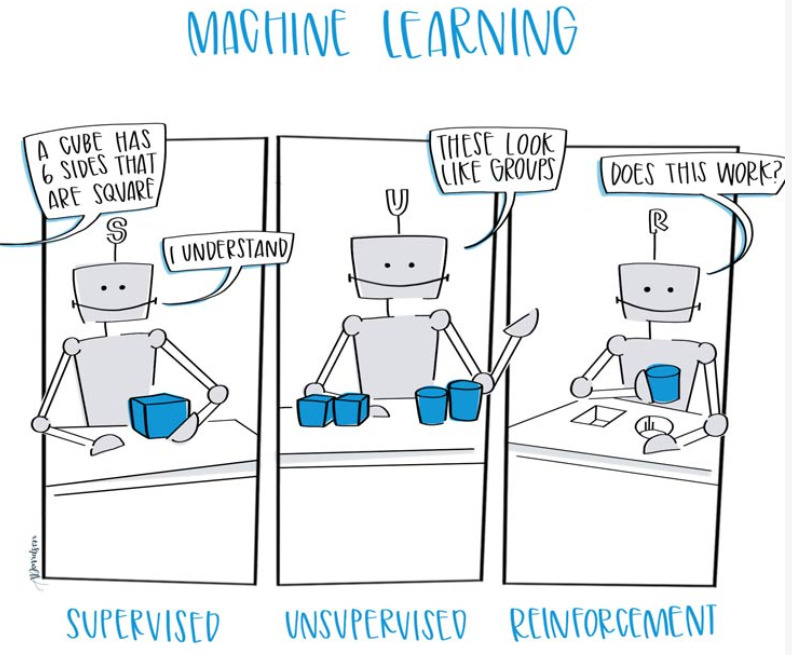 MACHINE LEARNING
A CUBE HAS
6 SIDES THAT
ARE SQUARE
S
I UNDERSTAND
U
THESE LOOK
LIKE GROUPS
R
DOES THIS WORK?
SUPERVISED
UNSUPERVISED
REINFORCEMENT